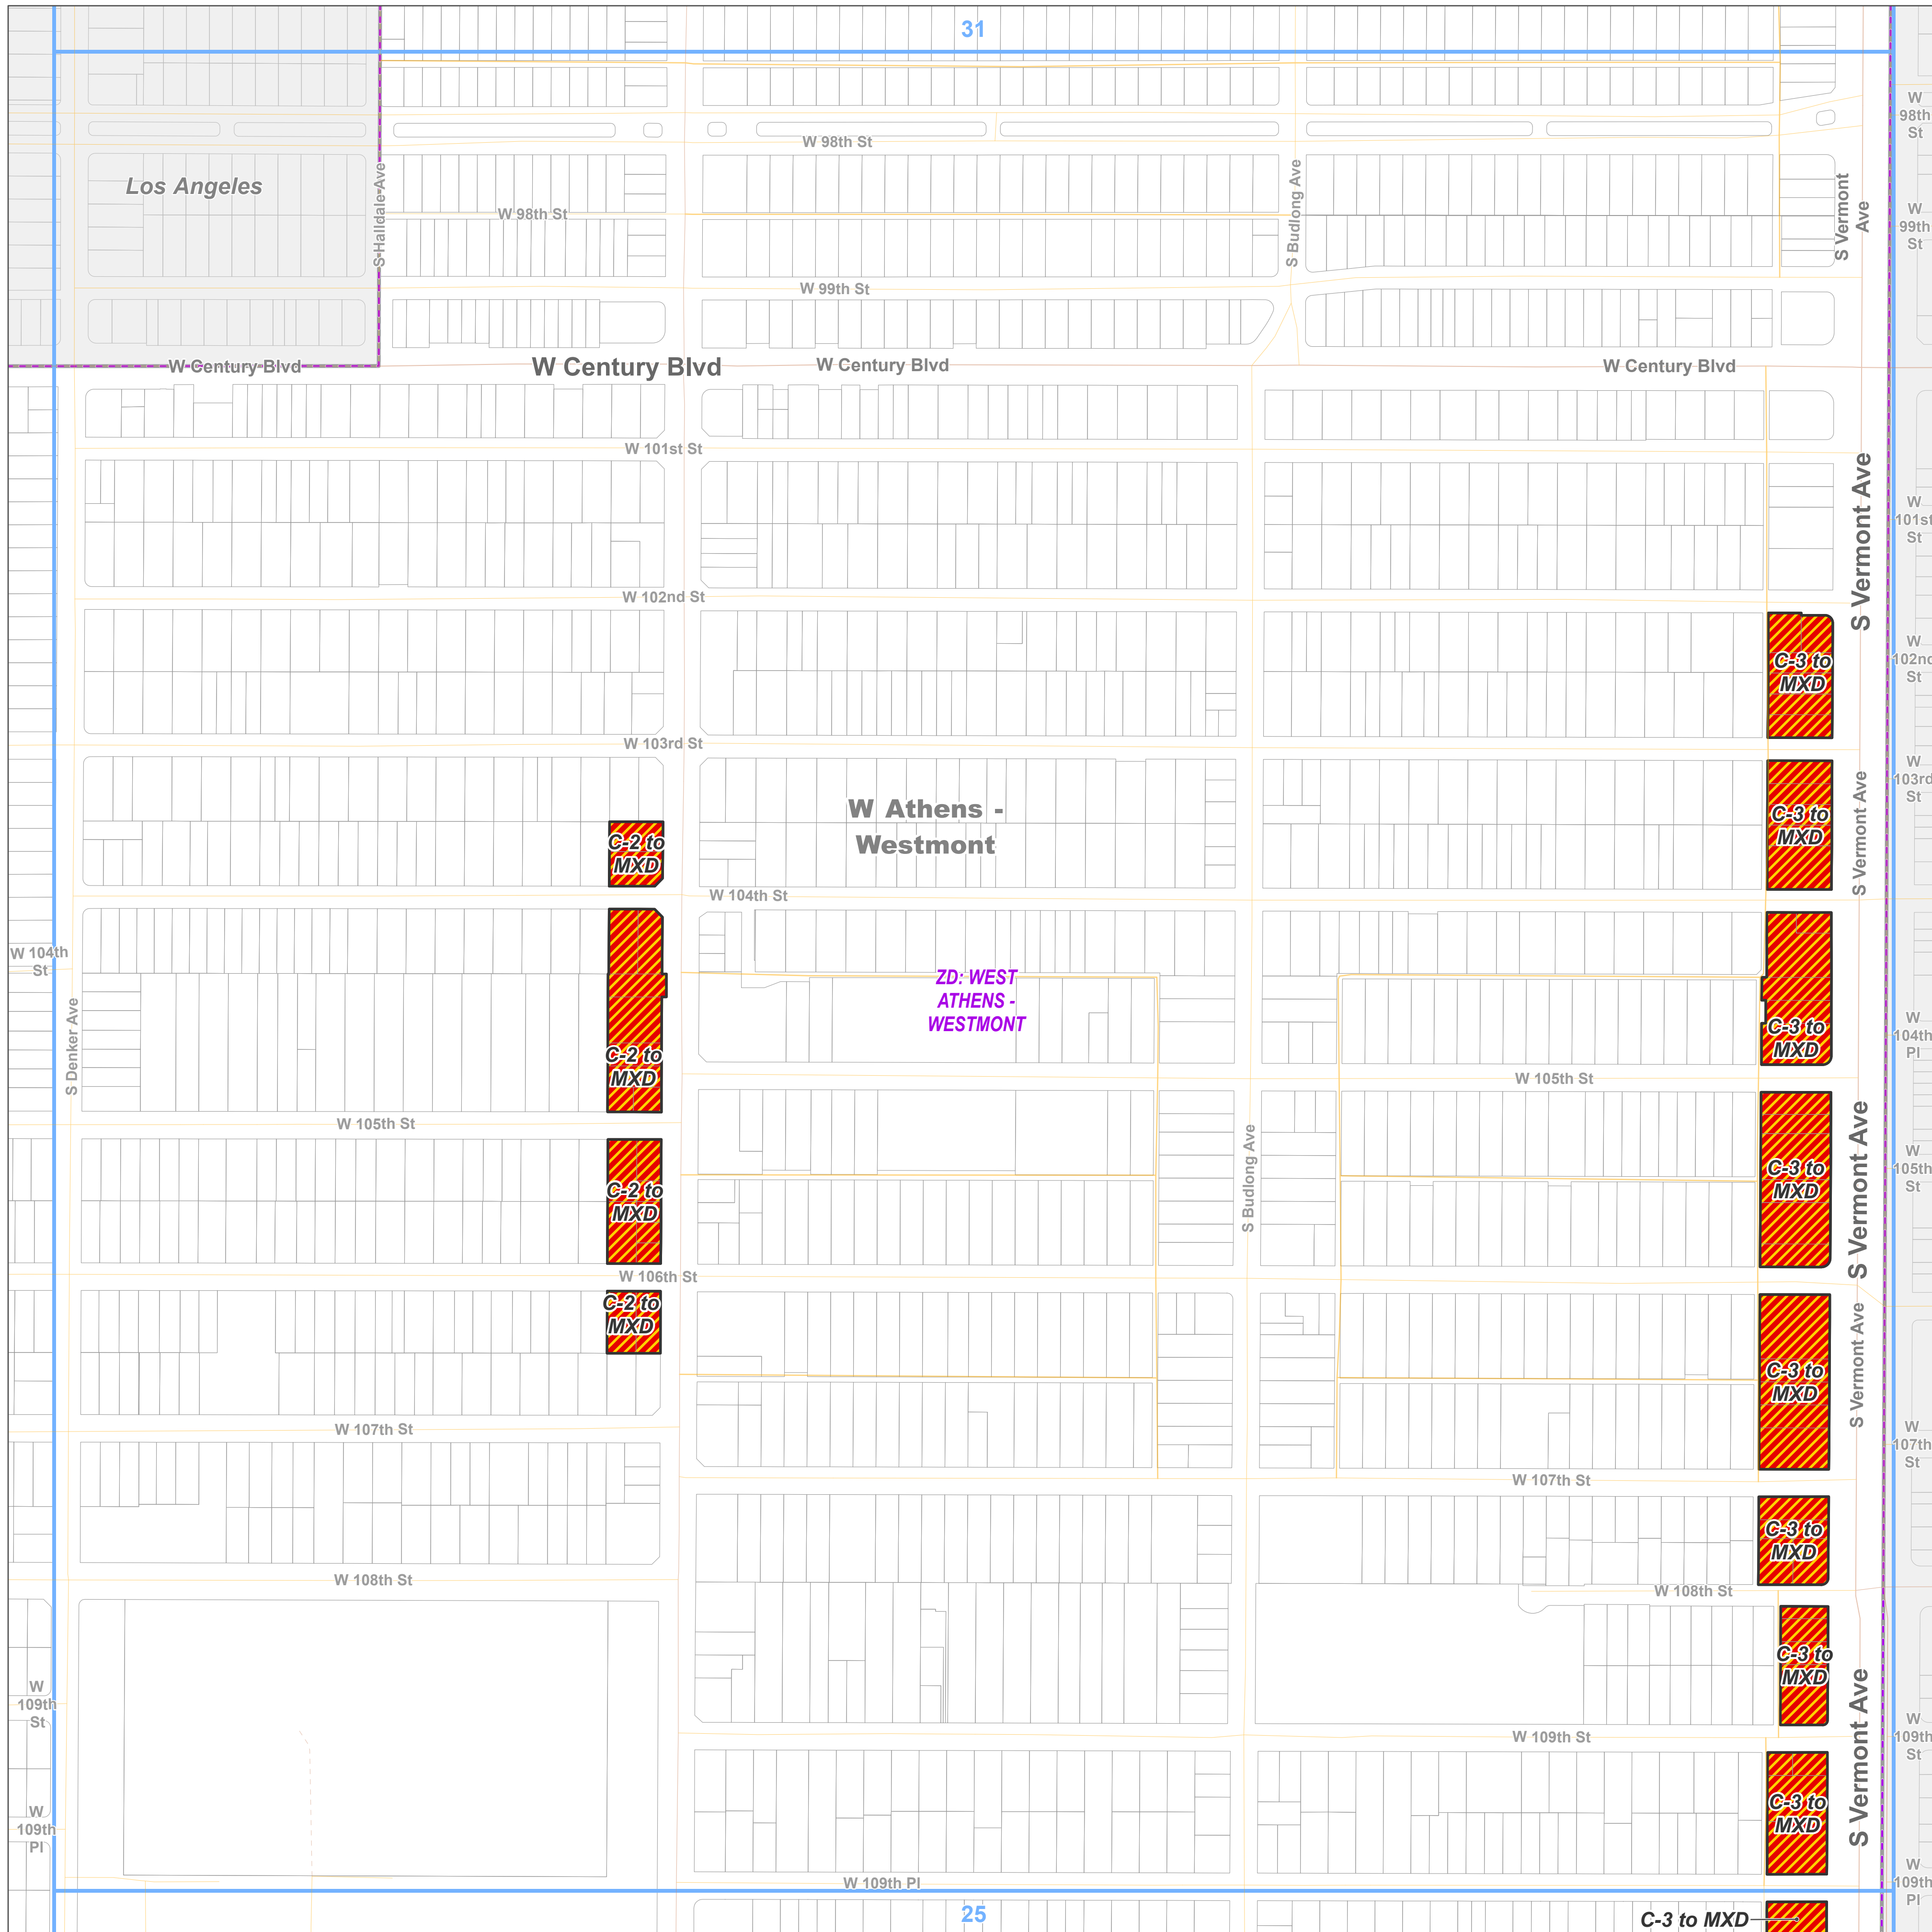 31
W
98th
St
W 98th St
Los Angeles
S Halldale Ave
S Budlong Ave
S Vermont
Ave
W 98th St
W
99th
St
W 99th St
W Century Blvd
W Century Blvd
W Century Blvd
W Century Blvd
W 101st St
S Vermont Ave
W
101st
St
W 102nd St
C-3 to
MXD
W
102nd
St
W 103rd St
W
103rd
St
W Athens -
Westmont
C-3 to
MXD
S Vermont Ave
C-2 to
MXD
W 104th St
W 104th
St
ZD: WEST
ATHENS -
WESTMONT
C-3 to
MXD
W
104th
Pl
S Denker Ave
C-2 to
MXD
W 105th St
W 105th St
S Budlong Ave
C-2 to
MXD
C-3 to
MXD
S Vermont Ave
W
105th
St
W 106th St
C-2 to
MXD
C-3 to
MXD
S Vermont Ave
W 107th St
W
107th
St
W 107th St
C-3 to
MXD
W 108th St
W 108th St
C-3 to
MXD
W
109th
St
S Vermont Ave
W 109th St
W
109th
St
C-3 to
MXD
W
109th
Pl
W 109th Pl
W
109th
Pl
25
C-3 to MXD